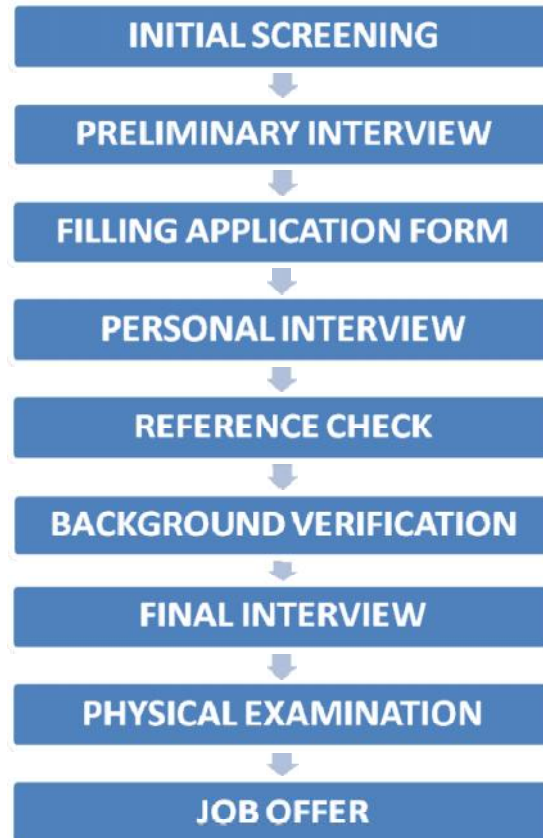 INITIAL SCREENING
PRELIMINARY INTERVIEW
FILLING APPLICATION FORM
PERSONAL INTERVIEW
REFERENCE CHECK
BACKGROUND VERIFICATION
FINAL INTERVIEW
PHYSICAL EXAMINATION
JOB OFFER